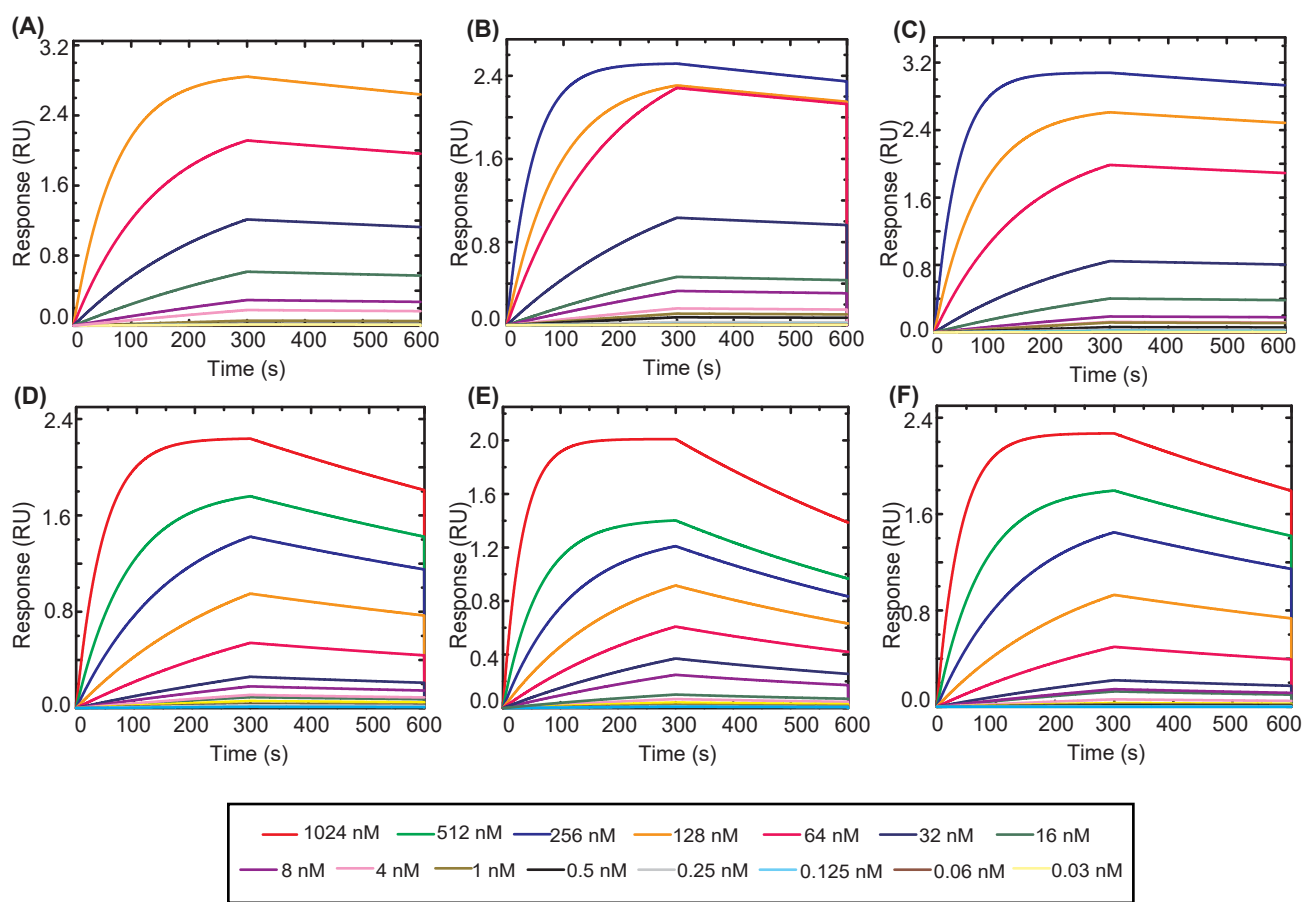 (A) (B) (C)
3.2
2.4
1.6
0.8
0.0
Response (RU)
0 100 200 300 400 500 600
Time (s)
2.4
1.6
0.8
0.0
Response (RU)
0 100 200 300 400 500 600
Time (s)
3.2
2.4
1.6
0.8
0.0
Response (RU)
0 100 200 300 400 500 600
Time (s)
(D) (E) (F)
2.4
1.6
0.8
0.0
Response (RU)
0 100 200 300 400 500 600
Time (s)
2.0
1.6
1.2
0.8
0.4
0.0
Response (RU)
0 100 200 300 400 500 600
Time (s)
2.4
1.6
0.8
0.0
Response (RU)
0 100 200 300 400 500 600
Time (s)
1024 nM 512 nM 256 nM 128 nM 64 nM 32 nM 16 nM
8 nM 4 nM 1 nM 0.5 nM 0.25 nM 0.125 nM 0.06 nM 0.03 nM